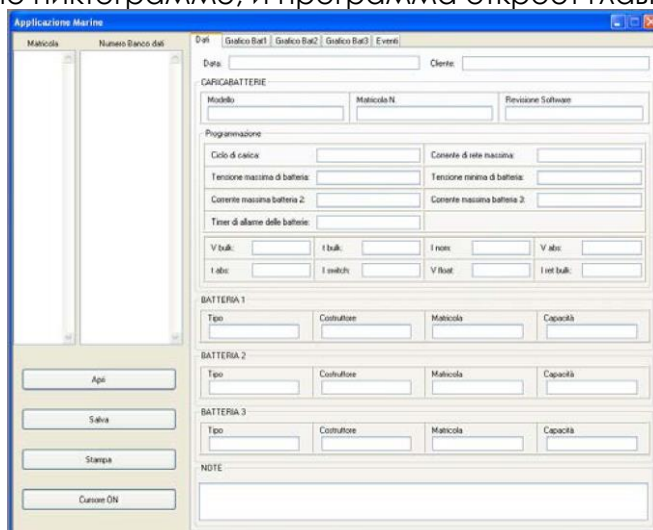 пиктограмме, и программа откроет
Applicazione Marine
Matricola Numero Banco dati
Dati Grafico Bat1 Grafico Bat2 Grafico Bat3 Eventi
Data: Cliente:
CARICABATTERIE
Modello Matricola N. Revisione Software
Programmazione
Ciclo di carica: Corrente di rete massima:
Tensione massima di batteria: Tensione minima di batteria:
Corrente massima batteria 2: Corrente massima batteria 3:
Timer di allarme delle batterie:
V bulk: t bulk: I nom: V abs:
t abs: I switch: V float: I ret bulk:
BATTERIA 1
Tipo Costruttore Matricola Capacità
BATTERIA 2
Tipo Costruttore Matricola Capacità
BATTERIA 3
Tipo Costruttore Matricola Capacità
NOTE
Apri
Salva
Stampa
Cursore ON